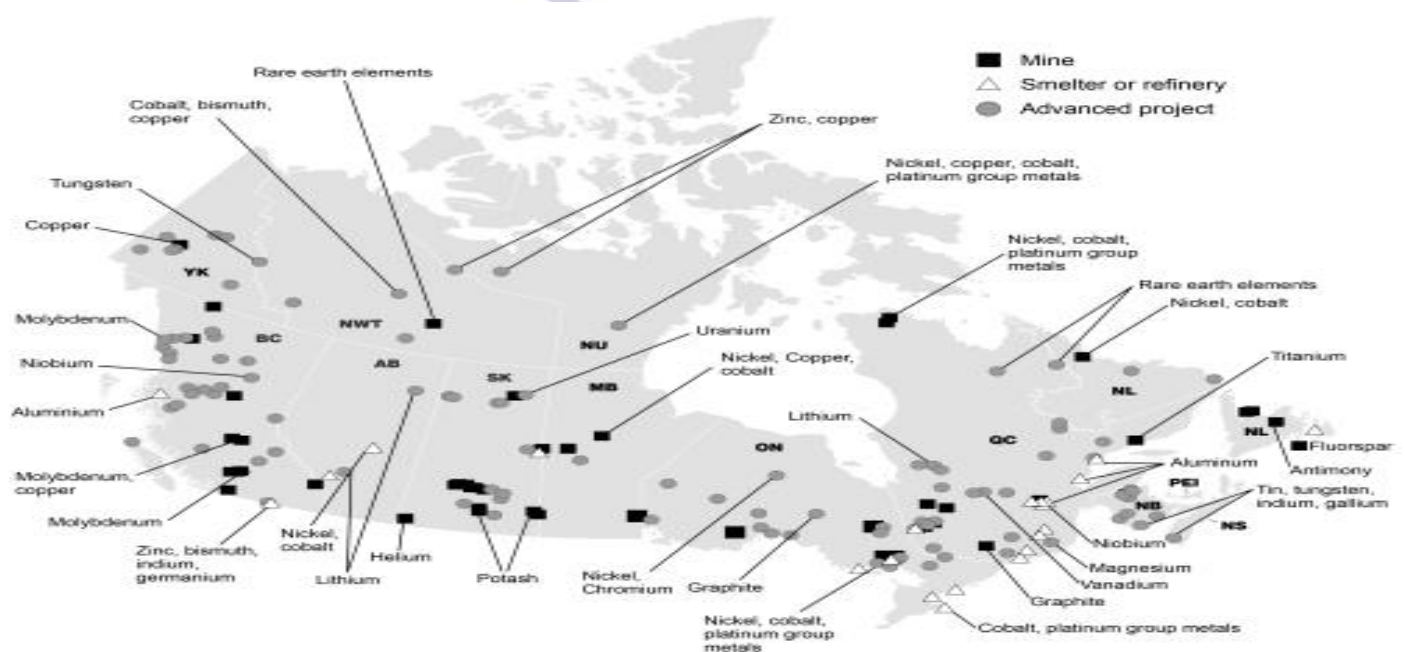 Rare earth elements
Mine
Smelter or refinery
Advanced project
Cobalt, bismuth,
copper
Zinc, copper
Nickel, copper, cobalt,
platinum group metals
Tungsten
Copper
YK
Nickel, cobalt,
platinum group
metals
Rare earth elements
Nickel, cobalt
Molybdenum
BC
NWT
NU
Uranium
AB
SK
MB
Nickel, Copper,
cobalt
Titanium
Niobium
Aluminium
NL
Lithium
QC
ON
NL
Fluorspar
Antimony
Molybdenum,
copper
Aluminum
PEI
Tin, tungsten,
indium, gallium
NB
NS
Molybdenum
Zinc, bismuth,
indium,
germanium
Nickel,
cobalt
Lithium
Helium
Potash
Nickel,
Chromium
Graphite
Niobium
Magnesium
Vanadium
Graphite
Nickel, cobalt,
platinum group
metals
Cobalt, platinum group metals